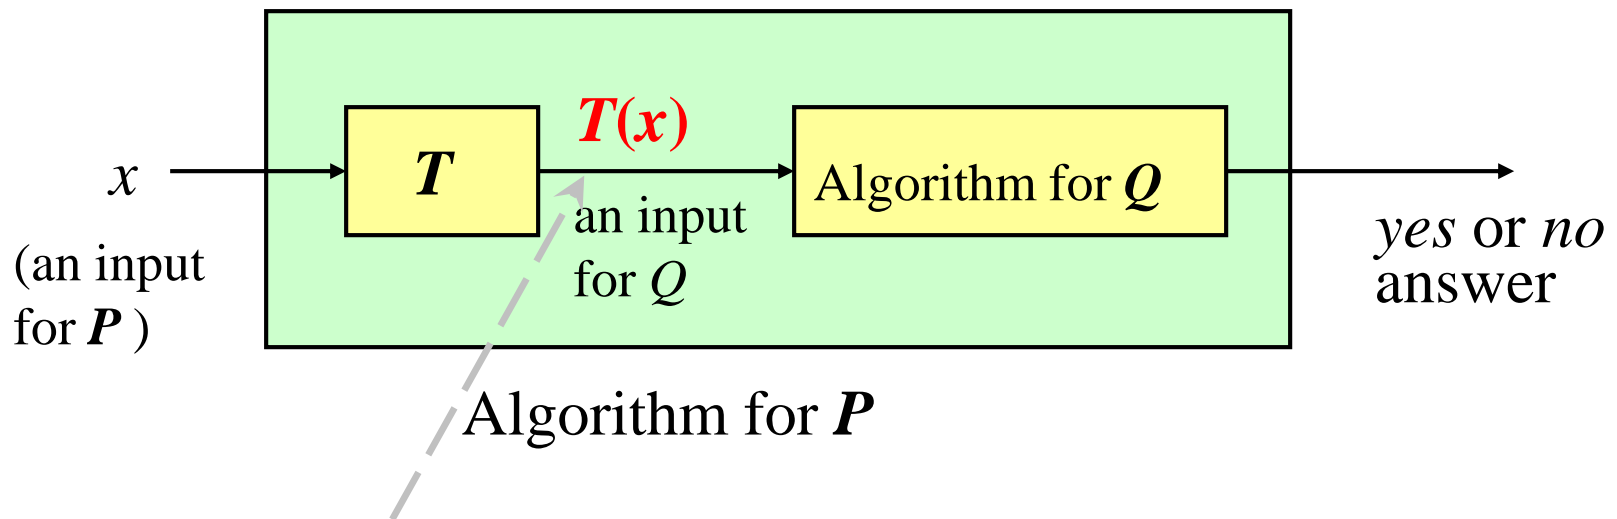 T(x)
x
T
Algorithm for Q
an input
for Q
(an input
for P )
yes or no
answer
Algorithm for P